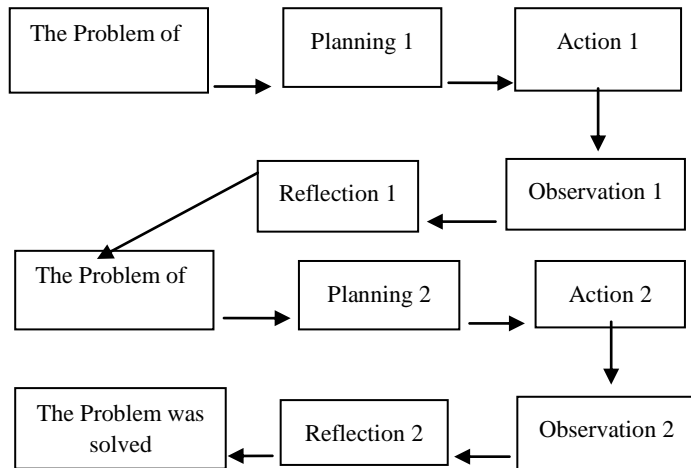 The Problem of
Planning 1
Action 1
Reflection 1
Observation 1
The Problem of
Planning 2
Action 2
The Problem was
solved
Reflection 2
Observation 2